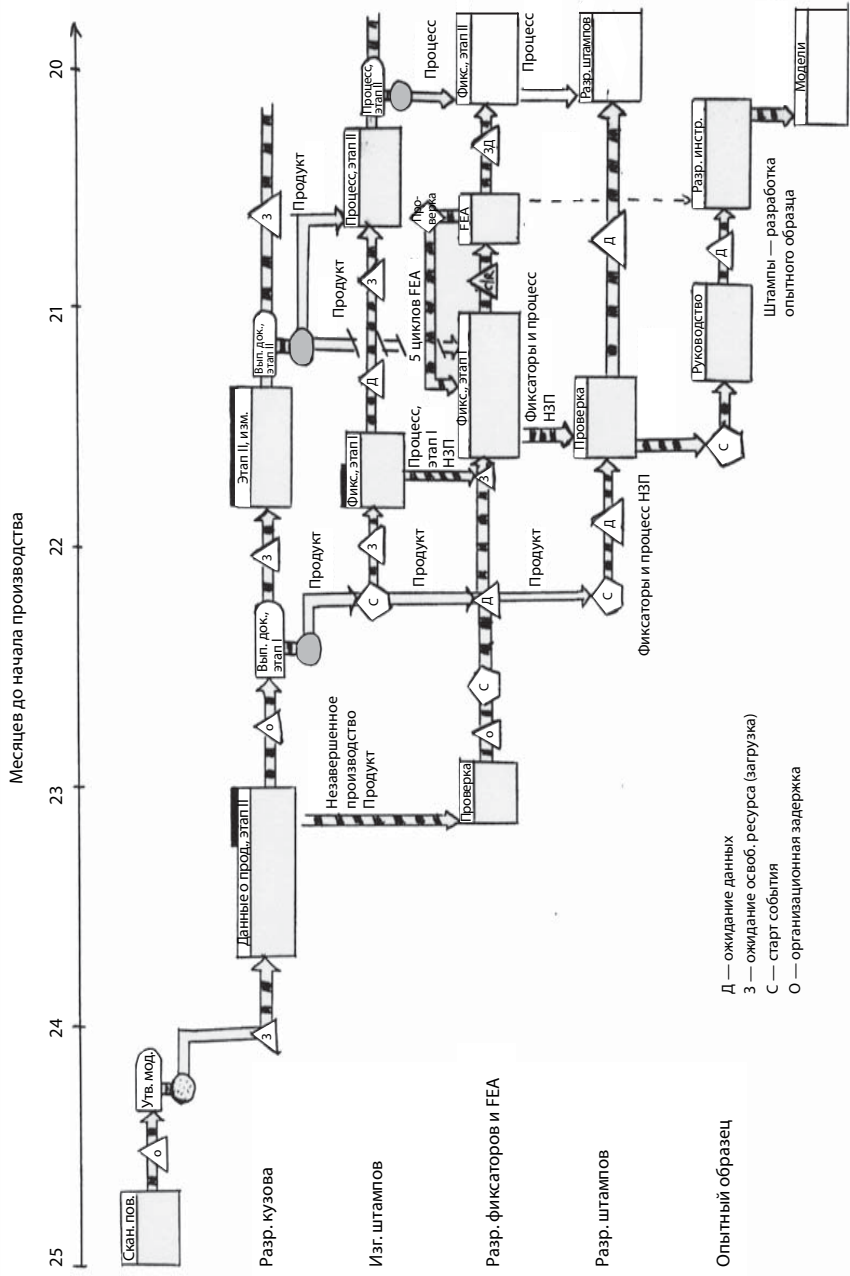 Месяцев до начала производства
25
24
23
22
21
20
Скан. пов.
О
Утв. мод.
Разр. кузова
З
Данные о прод., этап II
О
Вып. док.,
этап I
З
Этап II, изм.
Вып. док.,
этап II
З
Незавершенное
производство
Продукт
Продукт
Продукт
Продукт
Изг. штампов
С
З
Фикс., этап I
Д
З
Процесс, этап II
Процесс,
этап II
Продукт
Процесс,
этап I
НЗП
5 циклов FEA
Продукт
Процесс
Разр. фиксаторов и FEA
Проверка
О
С
Д
З
Фикс., этап I
Про-
верка
FEA
ЗД
Фикс., этап II
Продукт
Фиксаторы и процесс
НЗП
Процесс
Разр. штампов
С
Д
Проверка
Д
Разр. штампов
Фиксаторы и процесс НЗП
Опытный образец
С
Руководство
Д
Разр. инстр.
Модели
Штампы — разработка
опытного образца
Д — ожидание данных
З — ожидание освоб. ресурса (загрузка)
С — старт события
О — организационная задержка